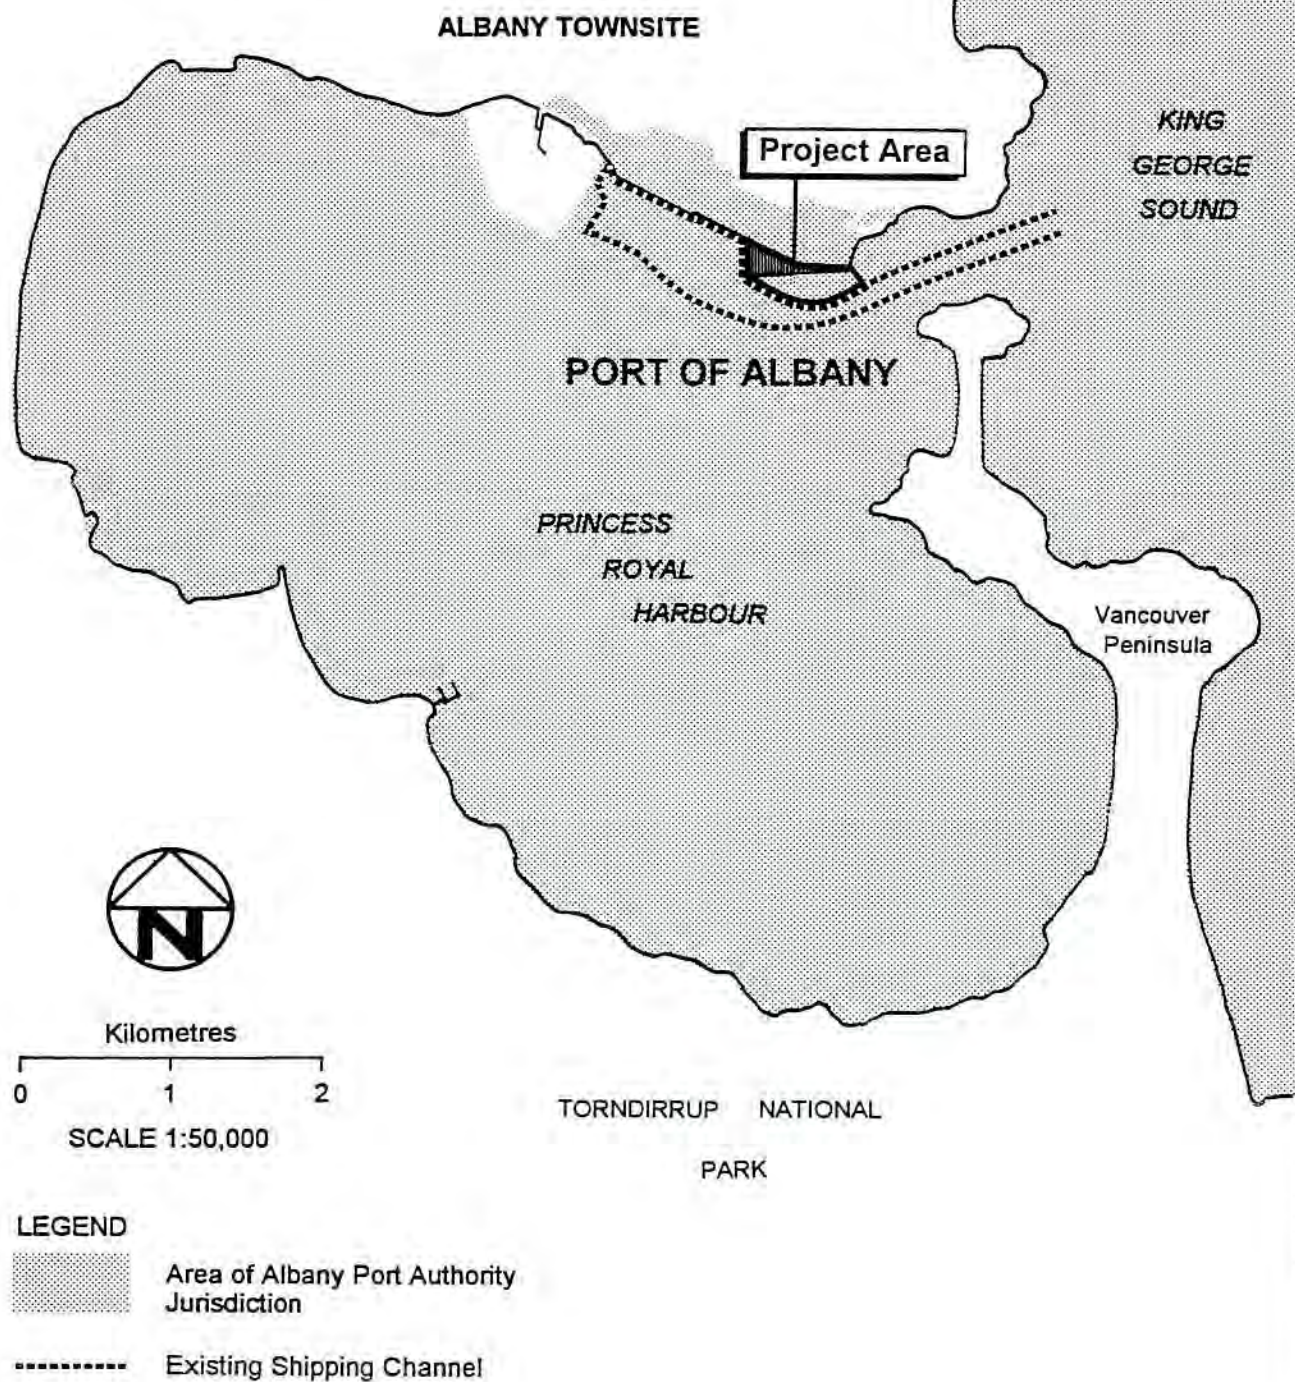 ALBANY TOWNSITE
KING
GEORGE
SOUND
Project Area
PORT OF ALBANY
PRINCESS
ROYAL
HARBOUR
Vancouver
Peninsula
N
Kilometres
0 1 2
SCALE 1:50,000
TORNDIRRUP NATIONAL
PARK
LEGEND
Area of Albany Port Authority
Jurisdiction
Existing Shipping Channel